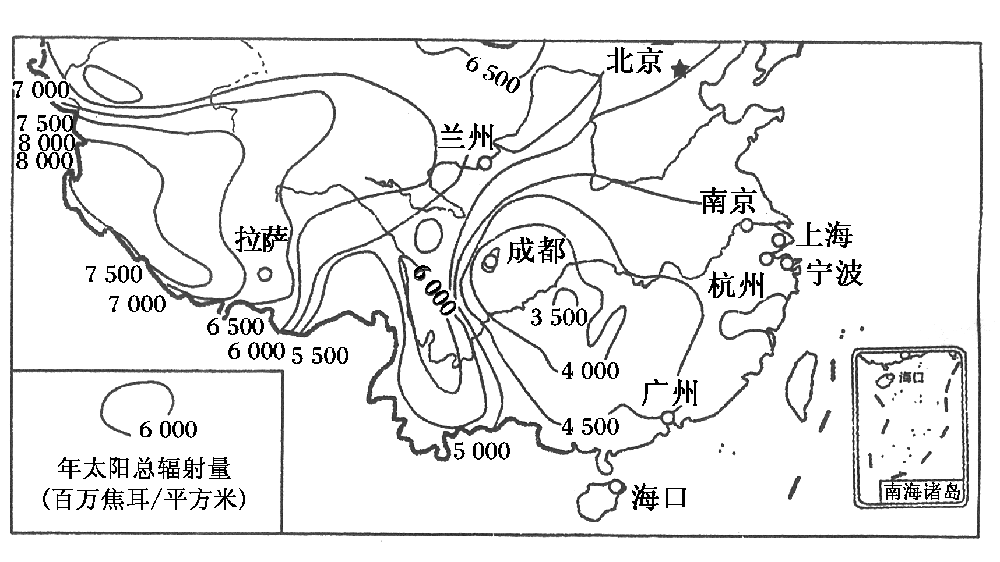 北京
6 500
7 000
7 500
8 000
8 000
兰州
南京
拉萨
成都
上海
7 500
6 000
杭州
宁波
7 000
3 500
6 500
6 000
5 500
4 000
海口
广州
6 000
4 500
5 000
年太阳总辐射量
(百万焦耳/平方米)
海口
南海诸岛